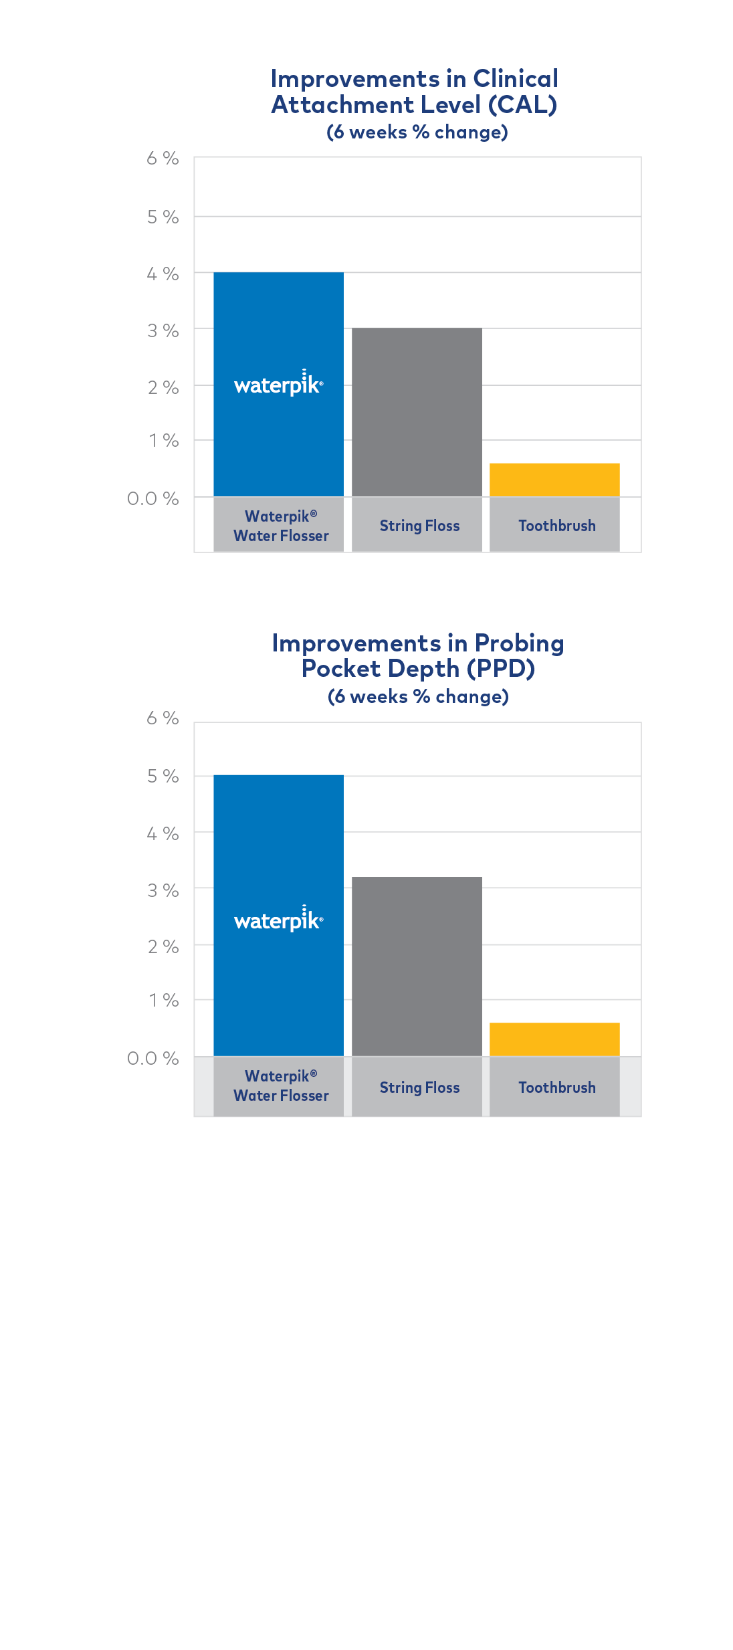 Improvements in Clinical
Attachment Level (CAL)
(6 weeks % change)
6 %
5 %
4 %
3 %
2 %
1 %
0.0 %
waterpik®
Waterpik®
Water Flosser
String Floss
Toothbrush
Improvements in Probing
Pocket Depth (PPD)
(6 weeks % change)
6 %
5 %
4 %
3 %
2 %
1 %
0.0 %
waterpik®
Waterpik®
Water Flosser
String Floss
Toothbrush